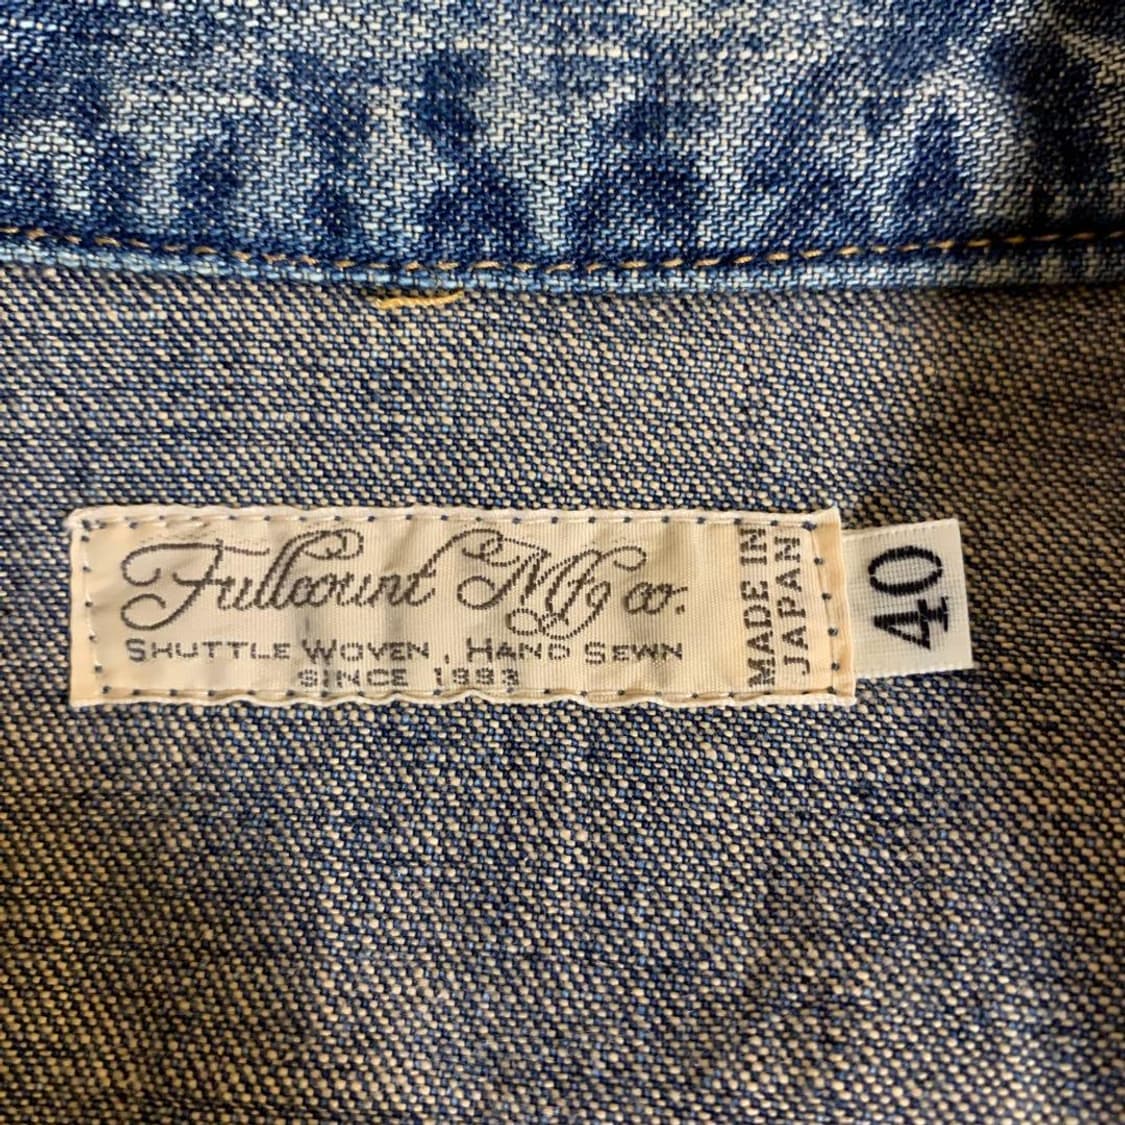 Fullcount Mfg co.
SHUTTLE WOVEN, HAND SEWN
SINCE 1993
MADE IN
JAPAN
40